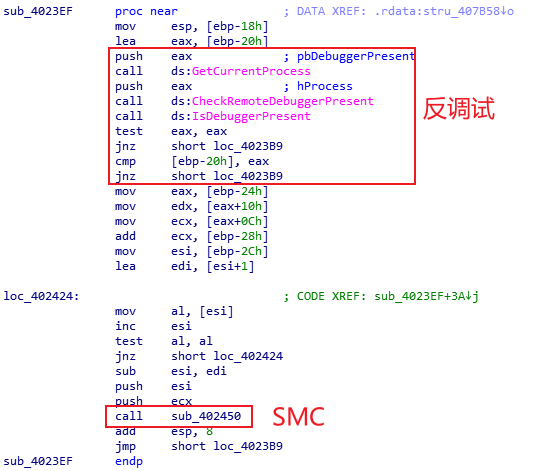 sub_4023EF proc near ; DATA XREF: .rdata:stru_407B58↓o
mov esp, [ebp-18h]
lea eax, [ebp-20h]
push eax ; pbDebuggerPresent
call ds:GetCurrentProcess
push eax ; hProcess
call ds:CheckRemoteDebuggerPresent
call ds:IsDebuggerPresent
test eax, eax
jnz short loc_4023B9
cmp [ebp-20h], eax
jnz short loc_4023B9
反调试
mov eax, [ebp-24h]
mov edx, [eax+10h]
mov ecx, [eax+0Ch]
add ecx, [ebp-28h]
mov esi, [ebp-2Ch]
lea edi, [esi+1]
loc_402424: ; CODE XREF: sub_4023EF+3A↓j
mov al, [esi]
inc esi
test al, al
jnz short loc_402424
sub esi, edi
push esi
push ecx
call sub_402450
SMC
add esp, 8
jmp short loc_4023B9
sub_4023EF endp